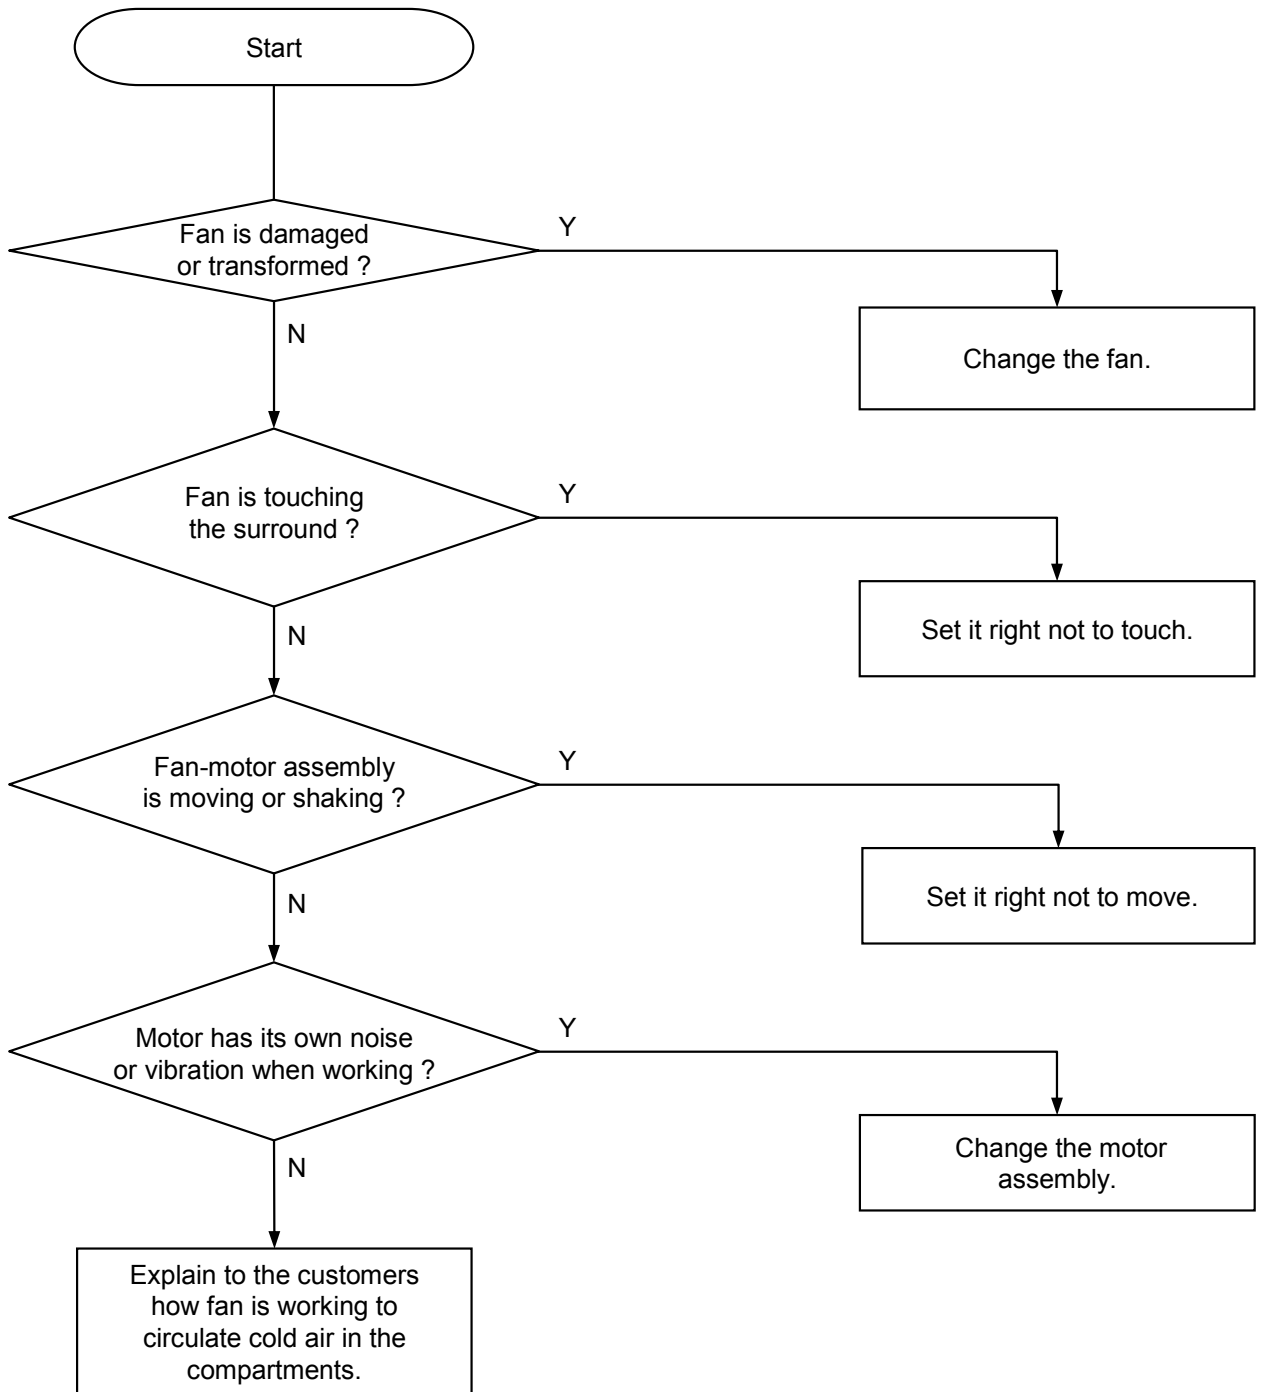 Start
Fan is damaged
or transformed ?
Y
N
Change the fan.
Fan is touching
the surround ?
Y
N
Set it right not to touch.
Fan-motor assembly
is moving or shaking ?
Y
N
Set it right not to move.
Motor has its own noise
or vibration when working ?
Y
N
Change the motor
assembly.
Explain to the customers
how fan is working to
circulate cold air in the
compartments.